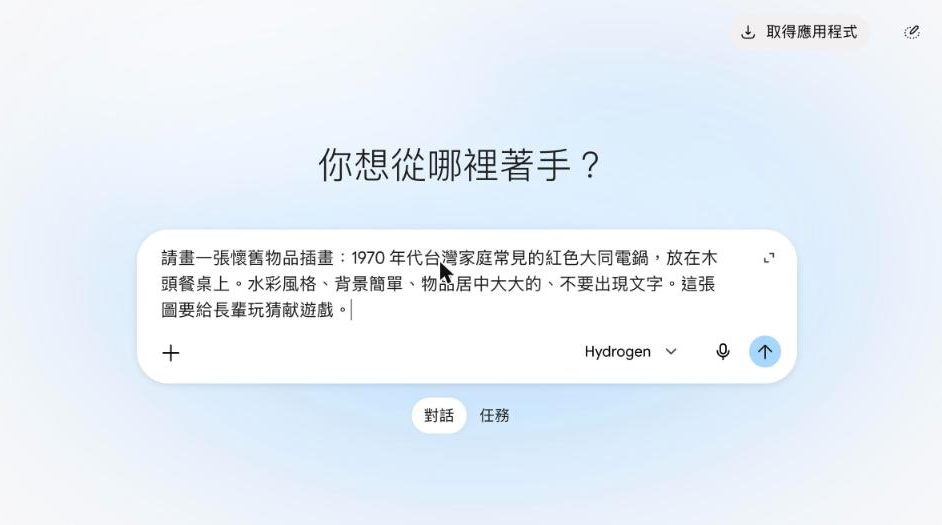 取得應用程式
你想從哪裡著手？
請畫一張懷舊物品插畫：1970 年代台灣家庭常見的紅色大同電鍋，放在木
頭餐桌上。水彩風格、背景簡單、物品居中大大的、不要出現文字。這張
圖要給長輩玩猜献遊戲。
Hydrogen
對話
任務